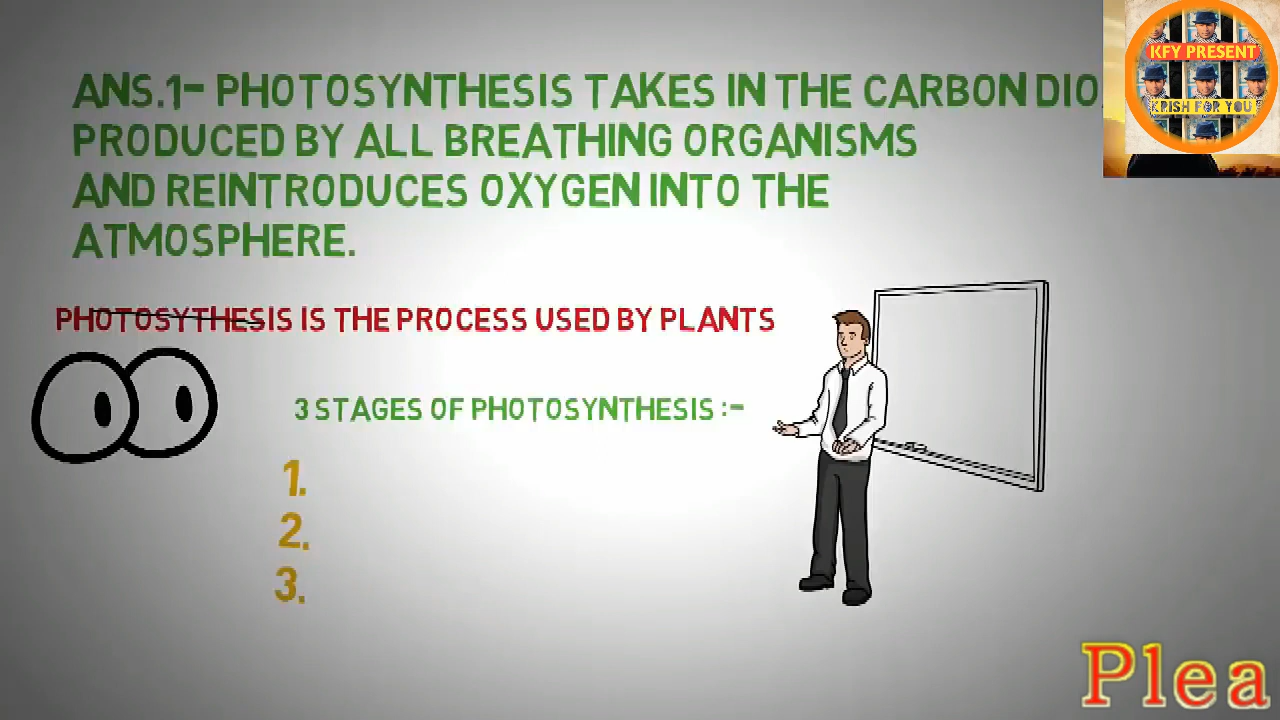 ANS.1- PHOTOSYNTHESIS TAKES IN THE CARBON DIO
PRODUCED BY ALL BREATHING ORGANISMS
AND REINTRODUCES OXYGEN INTO THE
ATMOSPHERE.
PHOTOSYTHESIS IS THE PROCESS USED BY PLANTS
3 STAGES OF PHOTOSYNTHESIS :-
1.
2.
3.
KFY PRESENT
KRISH FOR YOU
Plea